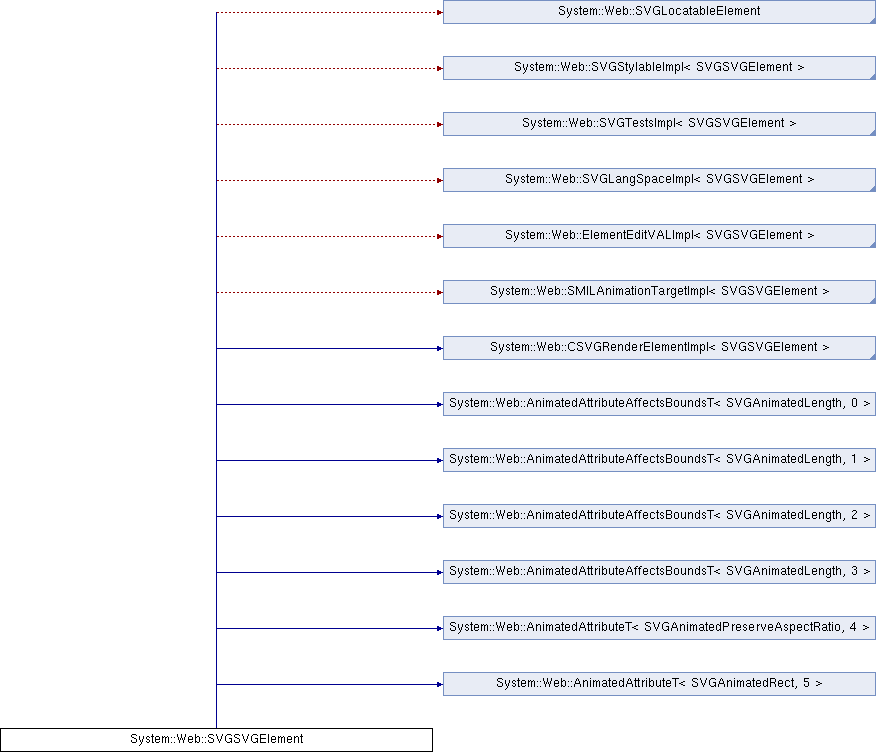 System::Web::SVGLocatableElement
System::Web::SVGStylableImpl< SVGSVGElement >
System::Web::SVGTestsImpl< SVGSVGElement >
System::Web::SVGLangSpaceImpl< SVGSVGElement >
System::Web::ElementEditVALImpl< SVGSVGElement >
System::Web::SMILAnimationTargetImpl< SVGSVGElement >
System::Web::CSVGRenderElementImpl< SVGSVGElement >
System::Web::AnimatedAttributeAffectsBoundsT< SVGAnimatedLength, 0 >
System::Web::AnimatedAttributeAffectsBoundsT< SVGAnimatedLength, 1 >
System::Web::AnimatedAttributeAffectsBoundsT< SVGAnimatedLength, 2 >
System::Web::AnimatedAttributeAffectsBoundsT< SVGAnimatedLength, 3 >
System::Web::AnimatedAttributeT< SVGAnimatedPreserveAspectRatio, 4 >
System::Web::AnimatedAttributeT< SVGAnimatedRect, 5 >
System::Web::SVGSVGElement